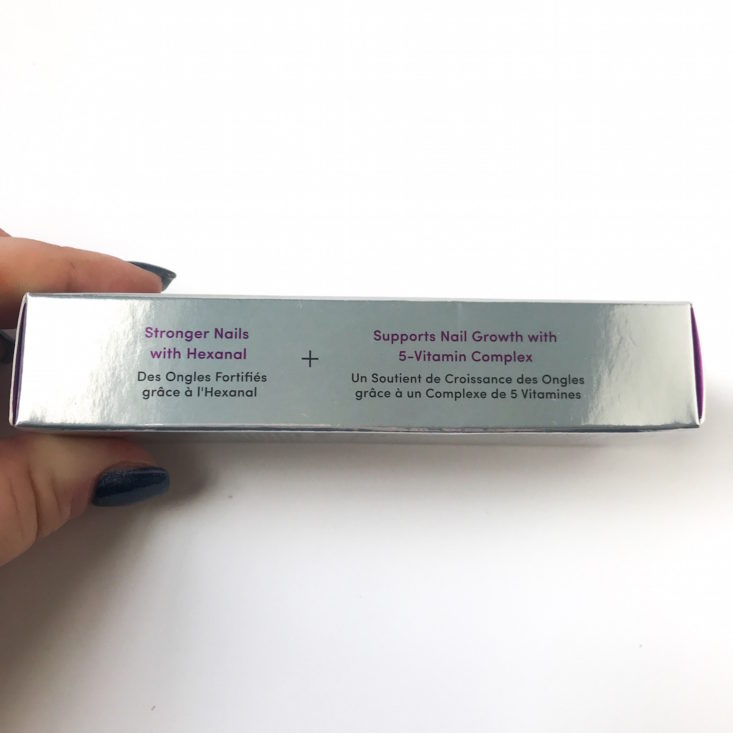 Stronger Nails
with Hexanal
Des Ongles Fortifiés
grâce à l'Hexanal
+
Supports Nail Growth with
5-Vitamin Complex
Un Soutient de Croissance des Ongles
grâce à un Complexe de 5 Vitamines